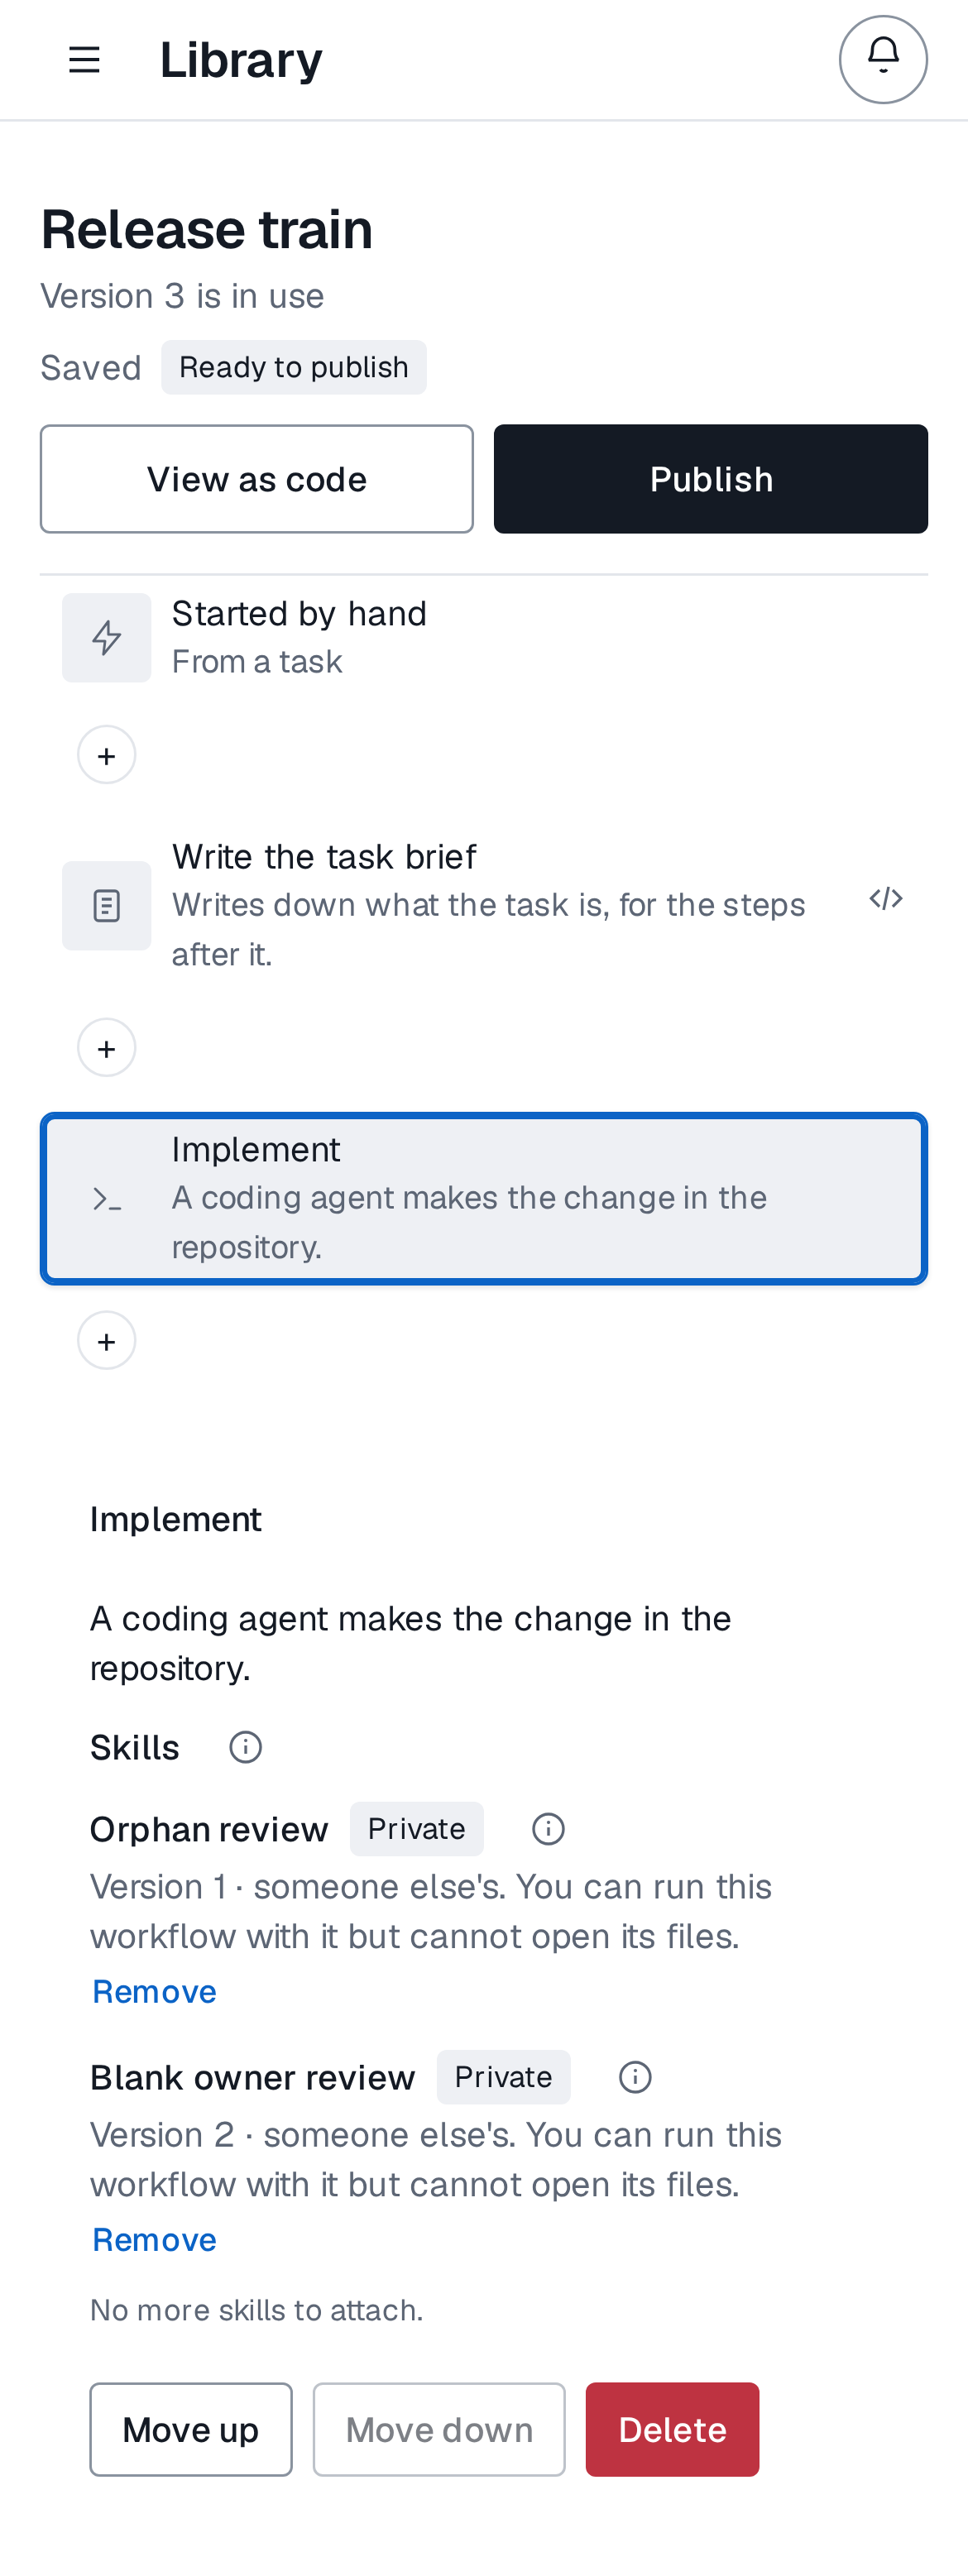 Library
Release train
Version 3 is in use
Saved Ready to publish
View as code Publish
Started by hand
From a task
+
Write the task brief
Writes down what the task is, for the steps
after it.
+
Implement
A coding agent makes the change in the
repository.
+
Implement
A coding agent makes the change in the
repository.
Skills
Orphan review Private
Version 1 · someone else's. You can run this
workflow with it but cannot open its files.
Remove
Blank owner review Private
Version 2 · someone else's. You can run this
workflow with it but cannot open its files.
Remove
No more skills to attach.
Move up Move down Delete